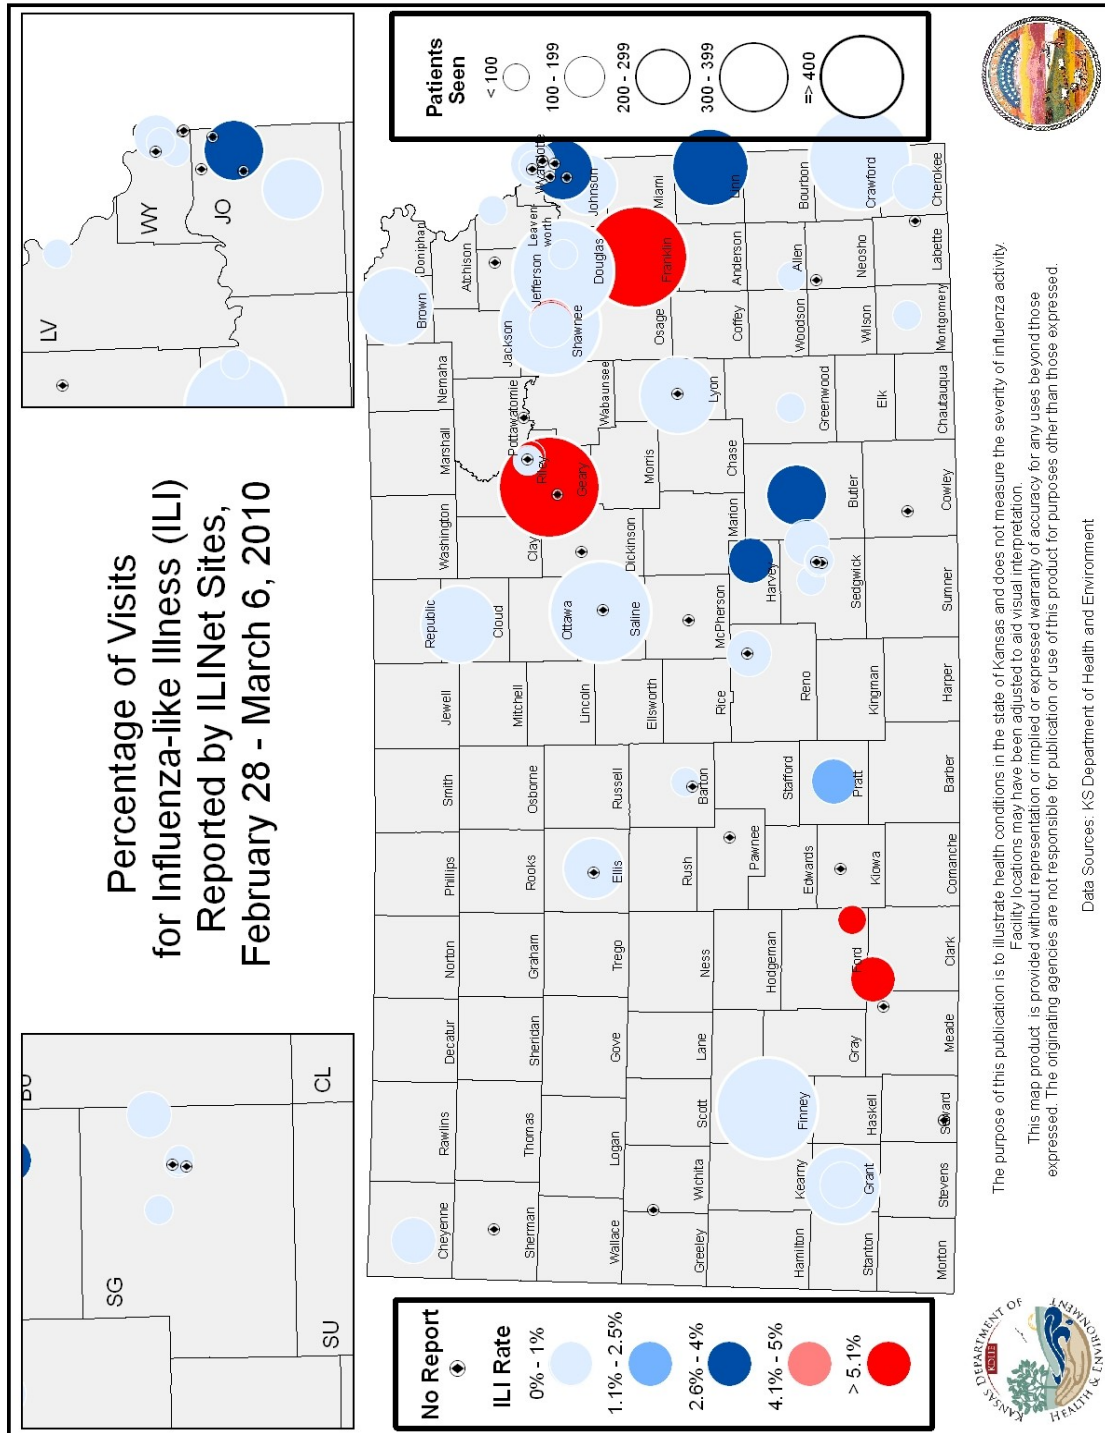 Percentage of Visits
for Influenza-like Illness (ILI)
Reported by ILINet Sites,
February 28 - March 6, 2010
BU
SG
SU
CL
LV
WY
JO
No Report
ILI Rate
0% - 1%
1.1% - 2.5%
2.6% - 4%
4.1% - 5%
> 5.1%
Patients
Seen
< 100
100 - 199
200 - 299
300 - 399
=> 400
Cheyenne
Rawlins
Decatur
Norton
Phillips
Smith
Jewell
Republic
Washington
Marshall
Nemaha
Brown
Doniphan
Sherman
Thomas
Sheridan
Graham
Rooks
Osborne
Mitchell
Cloud
Clay
Riley
Pottawatomie
Jackson
Atchison
Jefferson
Leaven-
worth
Wyandotte
Wallace
Logan
Gove
Trego
Ellis
Russell
Lincoln
Ottawa
Saline
Dickinson
Geary
Wabaunsee
Shawnee
Douglas
Johnson
Greeley
Wichita
Scott
Lane
Ness
Rush
Barton
Ellsworth
Rice
McPherson
Marion
Morris
Chase
Lyon
Osage
Franklin
Miami
Hamilton
Kearny
Finney
Hodgeman
Pawnee
Edwards
Stafford
Reno
Harvey
Butler
Greenwood
Coffey
Anderson
Linn
Woodson
Allen
Bourbon
Stanton
Grant
Haskell
Gray
Ford
Kiowa
Pratt
Kingman
Sedgwick
Elk
Wilson
Neosho
Crawford
Morton
Stevens
Seward
Meade
Clark
Comanche
Barber
Harper
Sumner
Cowley
Chautauqua
Montgomery
Labette
Cherokee
The purpose of this publication is to illustrate health conditions in the state of Kansas and does not measure the severity of influenza activity.
Facility locations may have been adjusted to aid visual interpretation.
This map product is provided without representation or implied or expressed warranty of accuracy for any uses beyond those
expressed. The originating agencies are not responsible for publication or use of this product for purposes other than those expressed.
Data Sources: KS Department of Health and Environment
KANSAS DEPARTMENT OF
HEALTH & ENVIRONMENT
KDHE